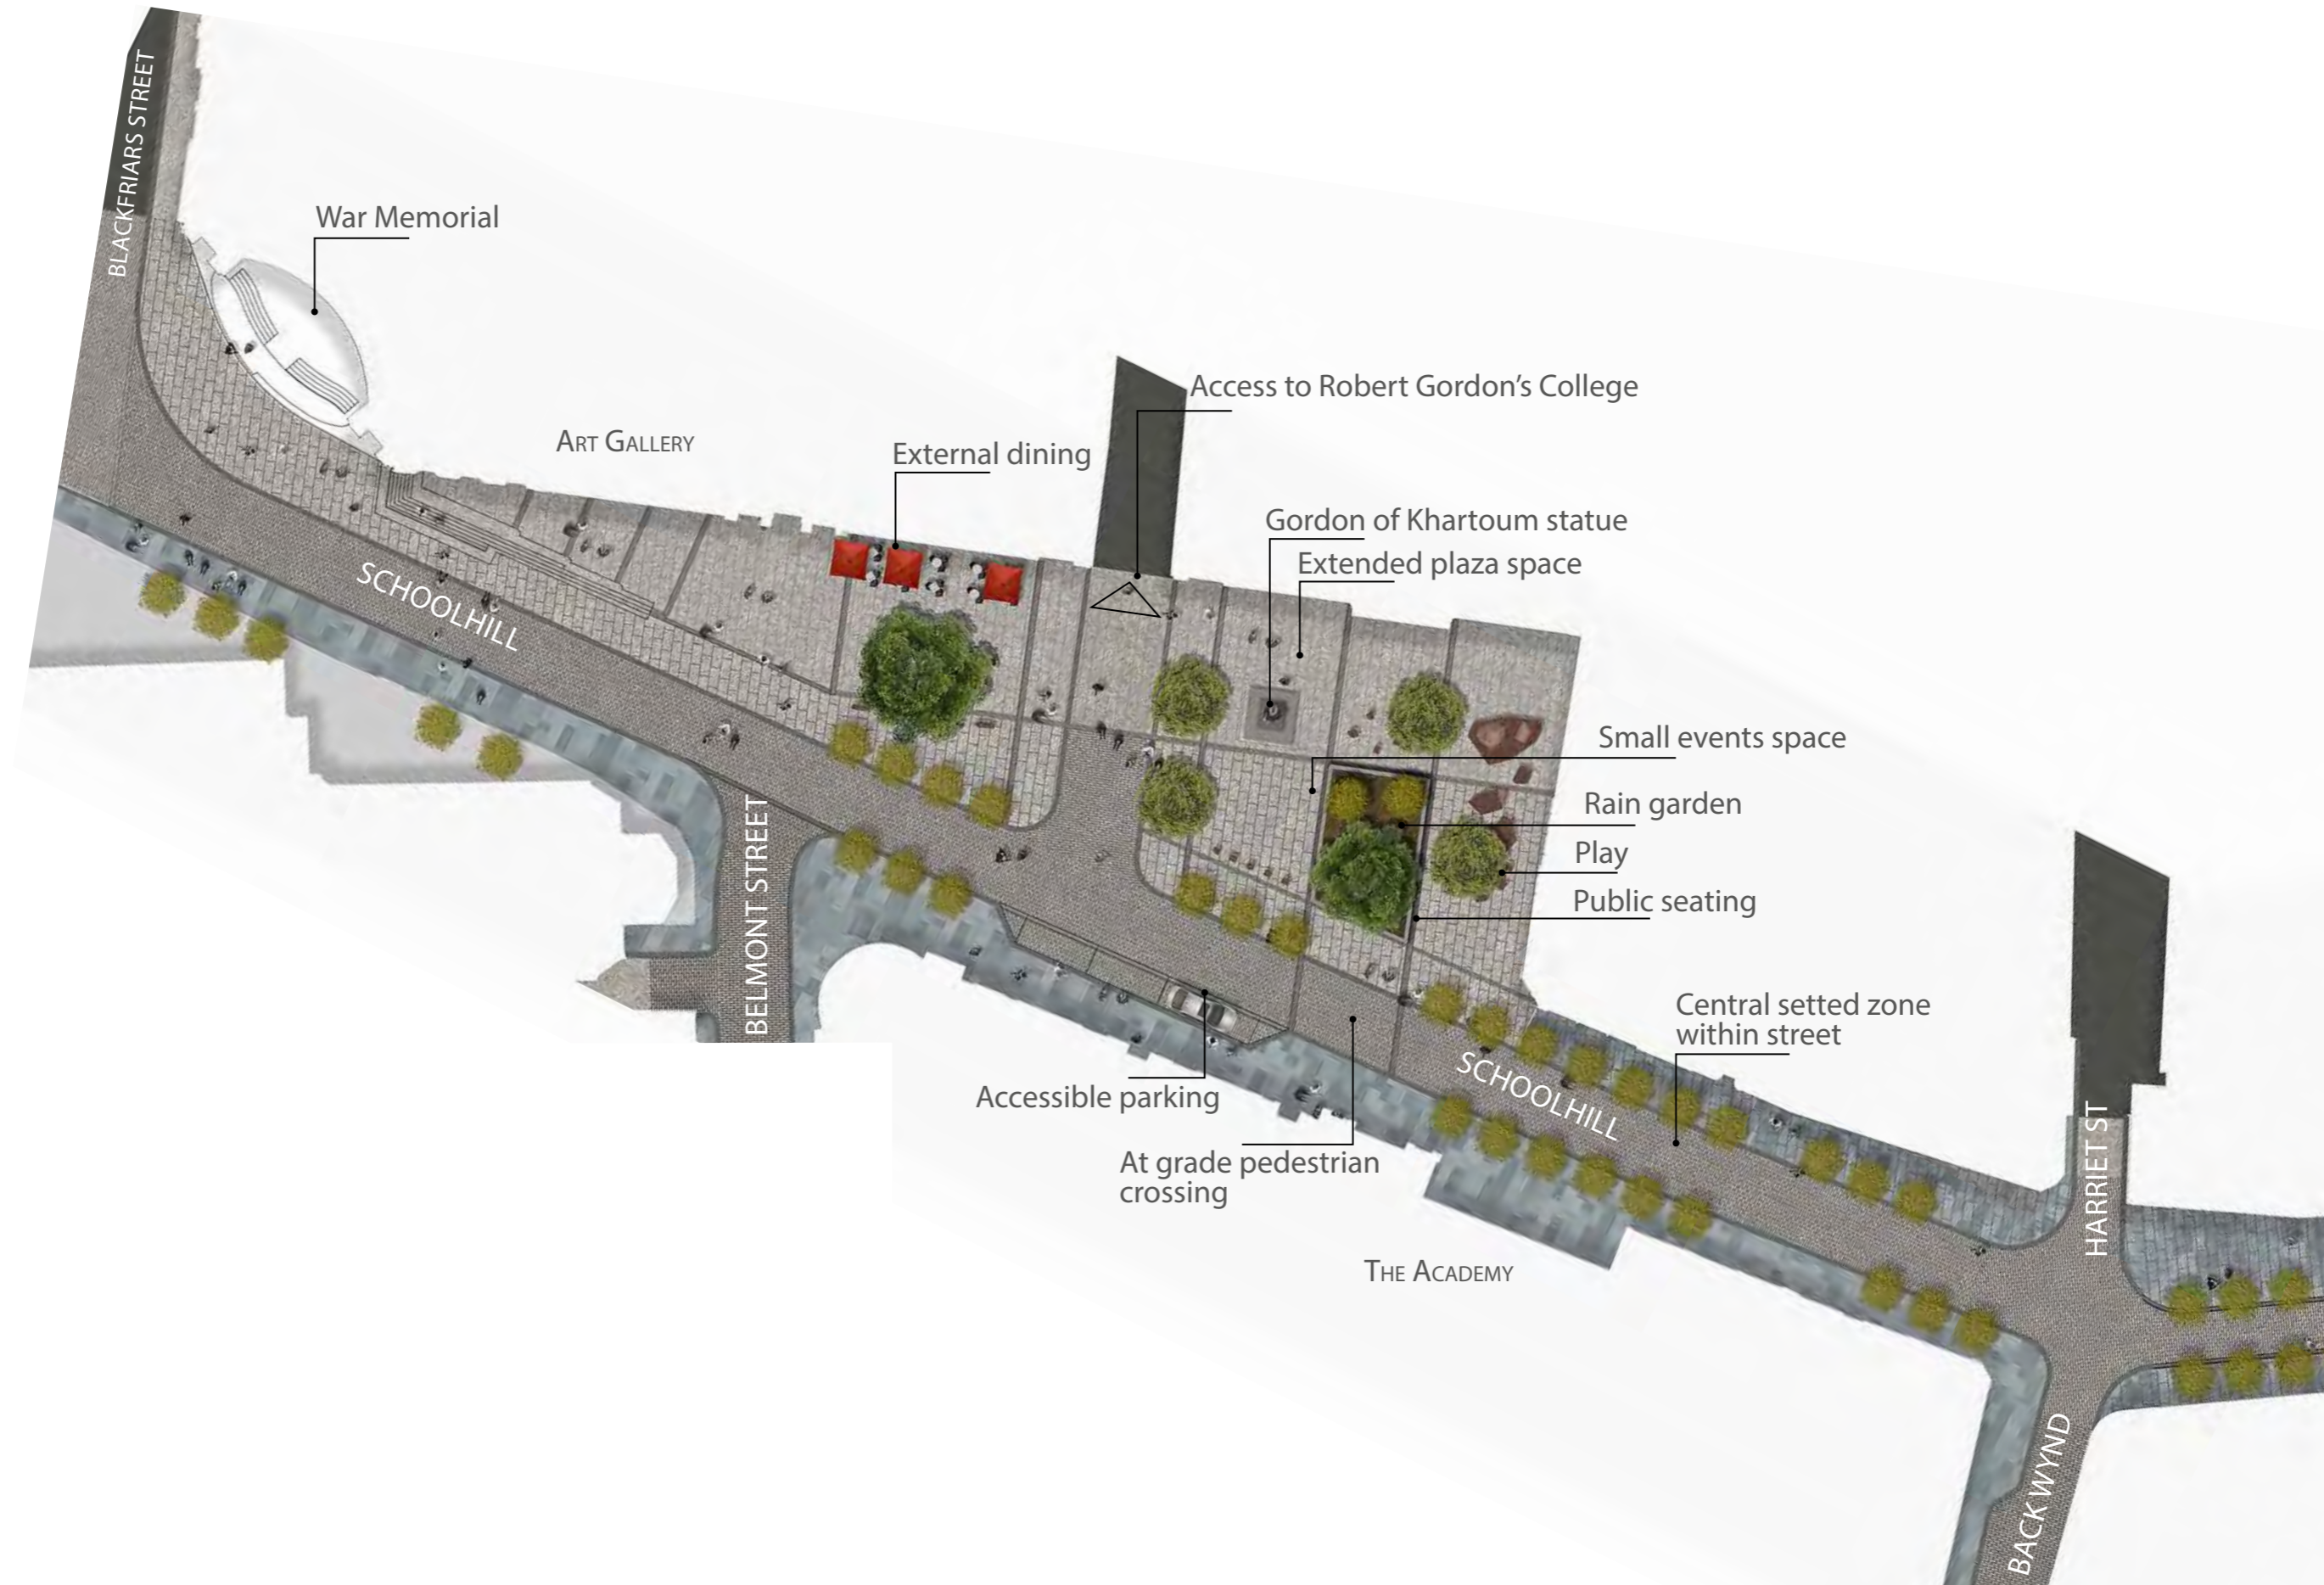 BLACKFRIARS STREET
War Memorial
Access to Robert Gordon’s College
ART GALLERY
External dining
Gordon of Khartoum statue
Extended plaza space
SCHOOLHILL
Small events space
Rain garden
Play
Public seating
BELMONT STREET
Central setted zone
within street
SCHOOLHILL
Accessible parking
At grade pedestrian
crossing
HARRIET ST
THE ACADEMY
BACKWYND